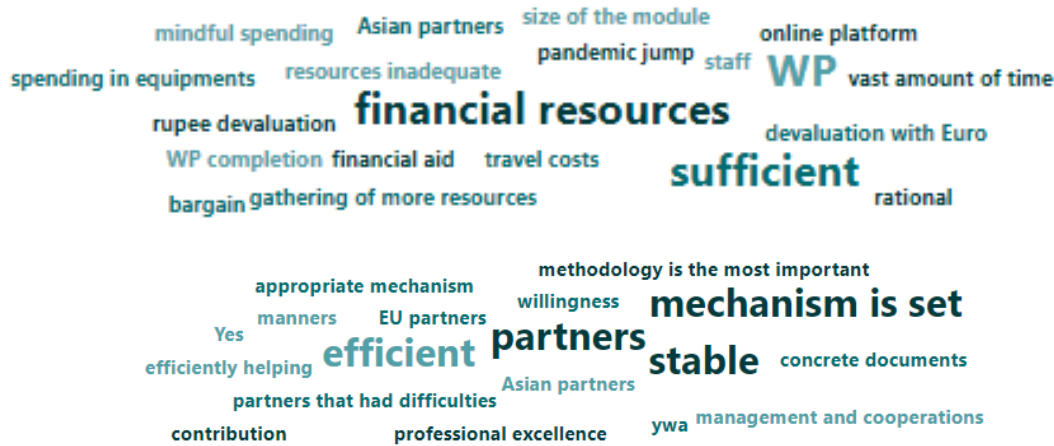 size of the module
mindful spending Asian partners online platform
pandemic jump staff
spending in equipments resources inadequate WP vast amount of time
financial resources
rupee devaluation devaluation with Euro
WP completion financial aid travel costs sufficient
bargain gathering of more resources rational
methodology is the most important
appropriate mechanism willingness mechanism is set
manners EU partners
Yes partners
efficiently helping efficient stable concrete documents
Asian partners
partners that had difficulties
ywa management and cooperations
contribution professional excellence